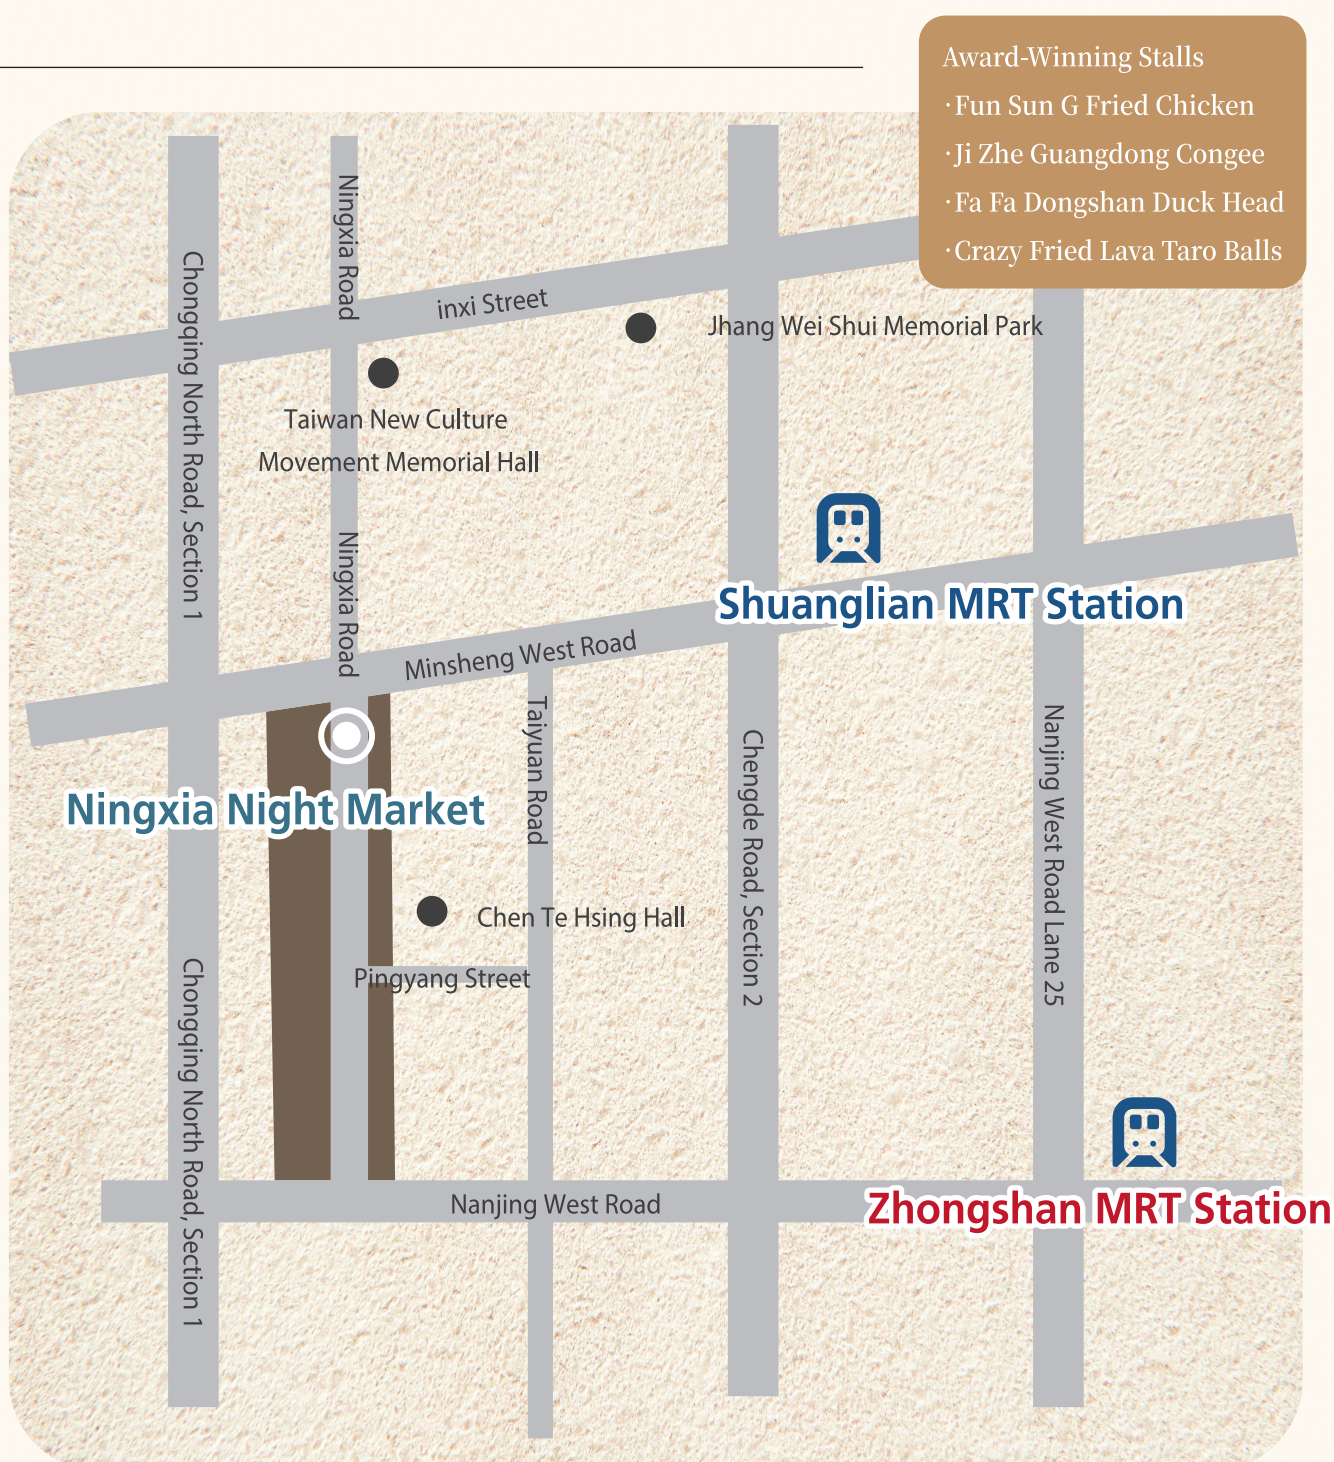 Award-Winning Stalls
·Fun Sun G Fried Chicken
·Ji Zhe Guangdong Congee
·Fa Fa Dongshan Duck Head
·Crazy Fried Lava Taro Balls
Ningxia Road
Chongqing North Road, Section 1
inxi Street
Jhang Wei Shui Memorial Park
Taiwan New Culture
Movement Memorial Hall
Ningxia Road
Shuanglian MRT Station
Minsheng West Road
Taiyuan Road
Chengde Road, Section 2
Nanjing West Road Lane 25
Ningxia Night Market
Chen Te Hsing Hall
Pingyang Street
Chongqing North Road, Section 1
Nanjing West Road
Zhongshan MRT Station